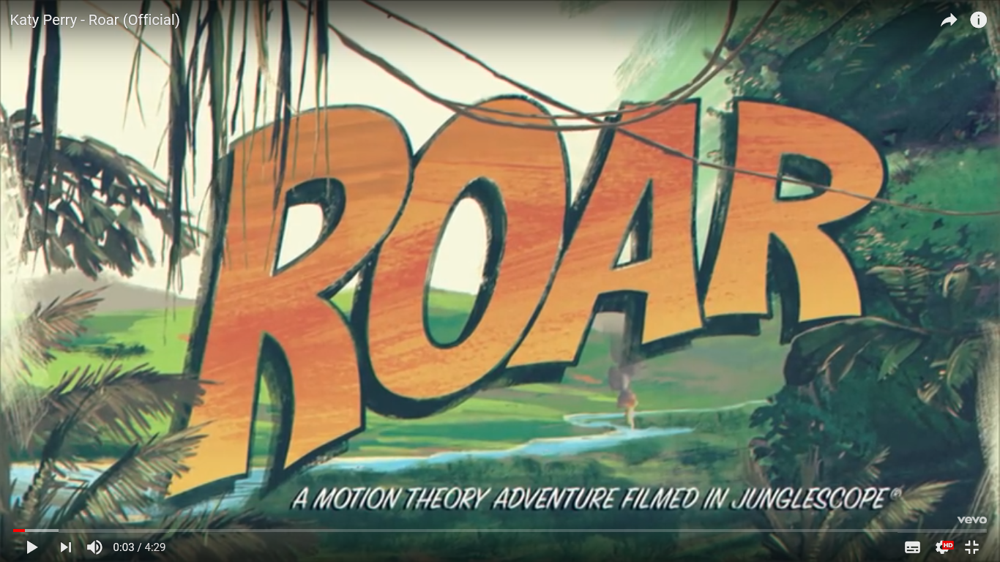 Katy Perry - Roar (Official)
ROAR
A MOTION THEORY ADVENTURE FILMED IN JUNGLESCOPE®
vevo
0:03 / 4:29
HD